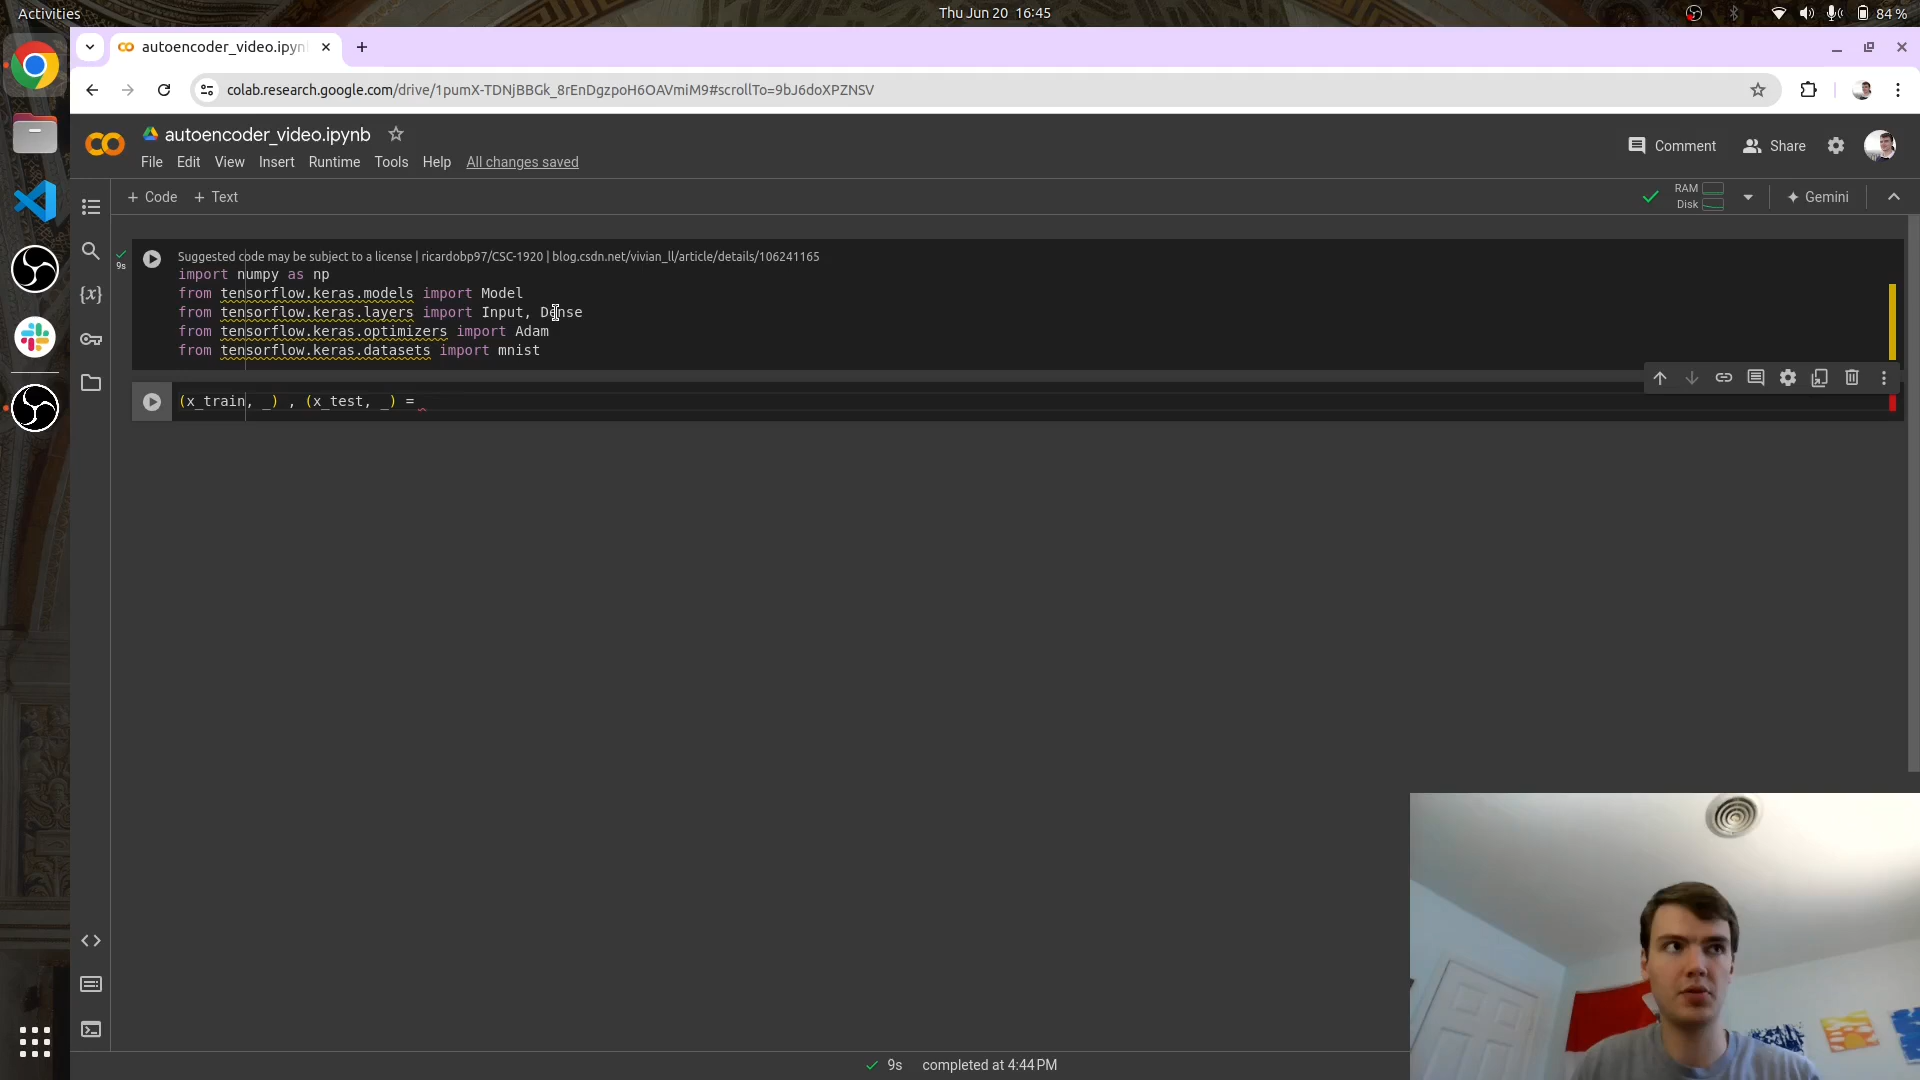 Activities
Thu Jun 20 16:45
84 %
autoencoder_video.ipyn
colab.research.google.com/drive/1pumX-TDNjBBGk_8rEnDgzpoH6OAVmiM9#scrollTo=9bJ6doXPZNSV
autoencoder_video.ipynb
File Edit View Insert Runtime Tools Help All changes saved
Comment Share
+ Code + Text
RAM
Disk
Gemini
9s
Suggested code may be subject to a license | ricardobp97/CSC-1920 | blog.csdn.net/vivian_ll/article/details/106241165
import numpy as np
from tensorflow.keras.models import Model
from tensorflow.keras.layers import Input, Dense
from tensorflow.keras.optimizers import Adam
from tensorflow.keras.datasets import mnist
(x_train, _) , (x_test, _) =
9s completed at 4:44 PM